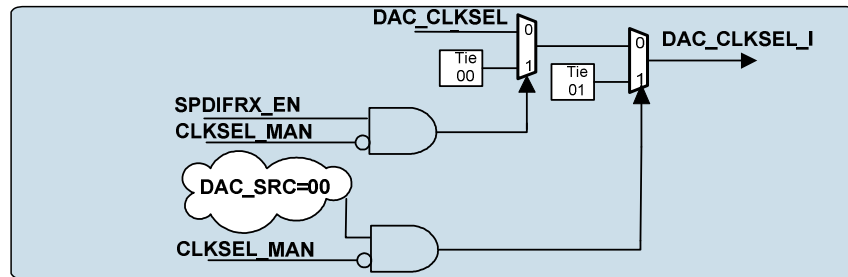 DAC_CLKSEL
0
1
Tie
00
0
1
Tie
01
DAC_CLKSEL_I
SPDIFRX_EN
CLKSEL_MAN
DAC_SRC=00
CLKSEL_MAN